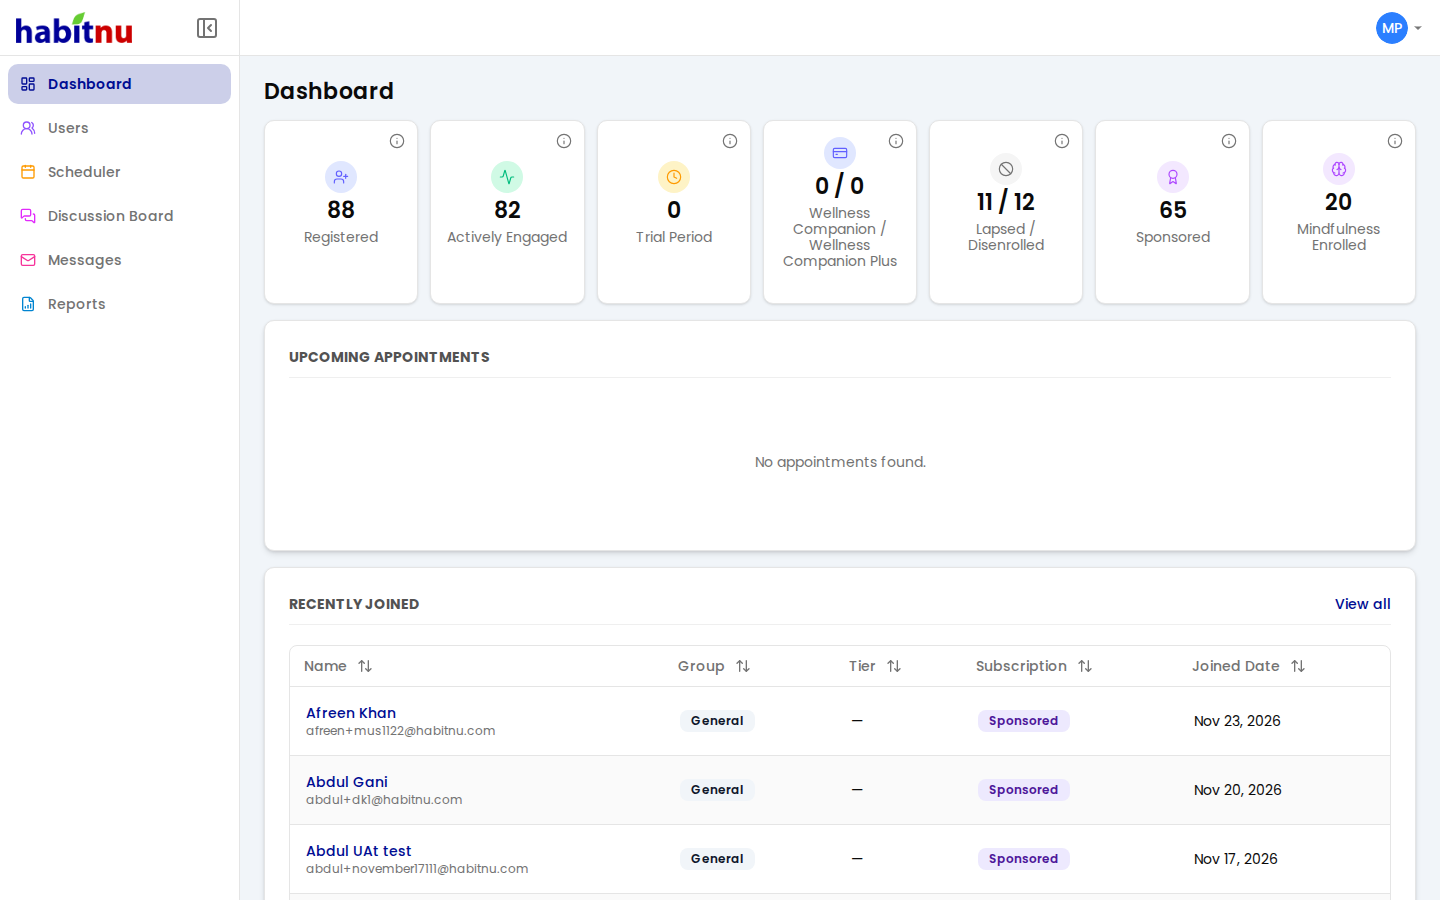 habitnu
MP
Dashboard
Users
Scheduler
Discussion Board
Messages
Reports
Dashboard
88
Registered
82
Actively Engaged
0
Trial Period
0 / 0
Wellness
Companion /
Wellness
Companion Plus
11 / 12
Lapsed /
Disenrolled
65
Sponsored
20
Mindfulness
Enrolled
UPCOMING APPOINTMENTS
No appointments found.
RECENTLY JOINED
View all
Name Group Tier Subscription Joined Date
Afreen Khan
afreen+mus1122@habitnu.com
General — Sponsored Nov 23, 2026
Abdul Gani
abdul+dk1@habitnu.com
General — Sponsored Nov 20, 2026
Abdul UAt test
abdul+november17111@habitnu.com
General — Sponsored Nov 17, 2026